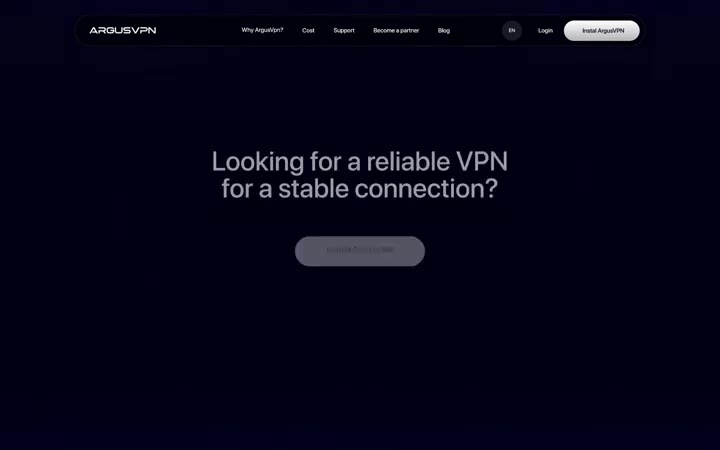 ARGUSVPN
Why ArgusVpn?
Cost
Support
Become a partner
Blog
EN
Login
Instal ArgusVPN
Looking for a reliable VPN
for a stable connection?